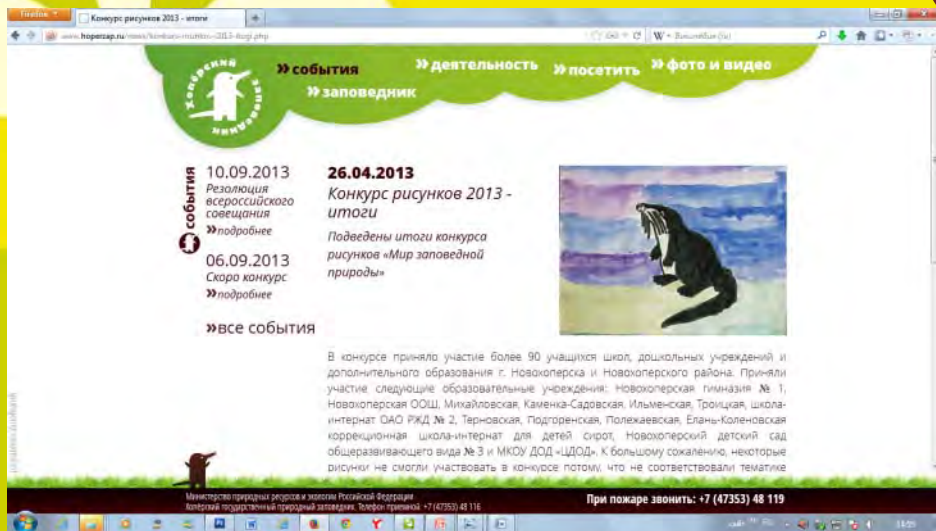 Firefox
Конкурс рисунков 2013 - итоги
Хопёрский
заповедник
»события
»деятельность
»посетить
»фото и видео
»заповедник
события
10.09.2013
Резолюция
всероссийского
совещания
»подробнее
06.09.2013
Скоро конкурс
»подробнее
»все события
26.04.2013
Конкурс рисунков 2013 -
итоги
Подведены итоги конкурса
рисунков «Мир заповедной
природы»
В конкурсе приняло участие более 90 учащихся школ, дошкольных учреждений и
дополнительного образования г. Новохоперска и Новохоперского района. Приняли
участие следующие образовательные учреждения: Новохоперская гимназия № 1,
Новохоперская ООШ, Михайловская, Каменка-Садовская, Ильменская, Троицкая, школа-
интернат ОАО РЖД № 2, Терновская, Подгоренская, Полежаевская, Елань-Коленовская
коррекционная школа-интернат для детей сирот, Новохоперский детский сад
общеразвивающего вида № 3 и МКОУ ДОД «ЦДОД». К большому сожалению, некоторые
рисунки не смогли участвовать в конкурсе потому, что не соответствовали тематике
Министерство природных ресурсов и экологии Российской Федерации
Хопёрский государственный природный заповедник. Телефон приемной: +7 (47353) 48 116
При пожаре звонить: +7 (47353) 48 119